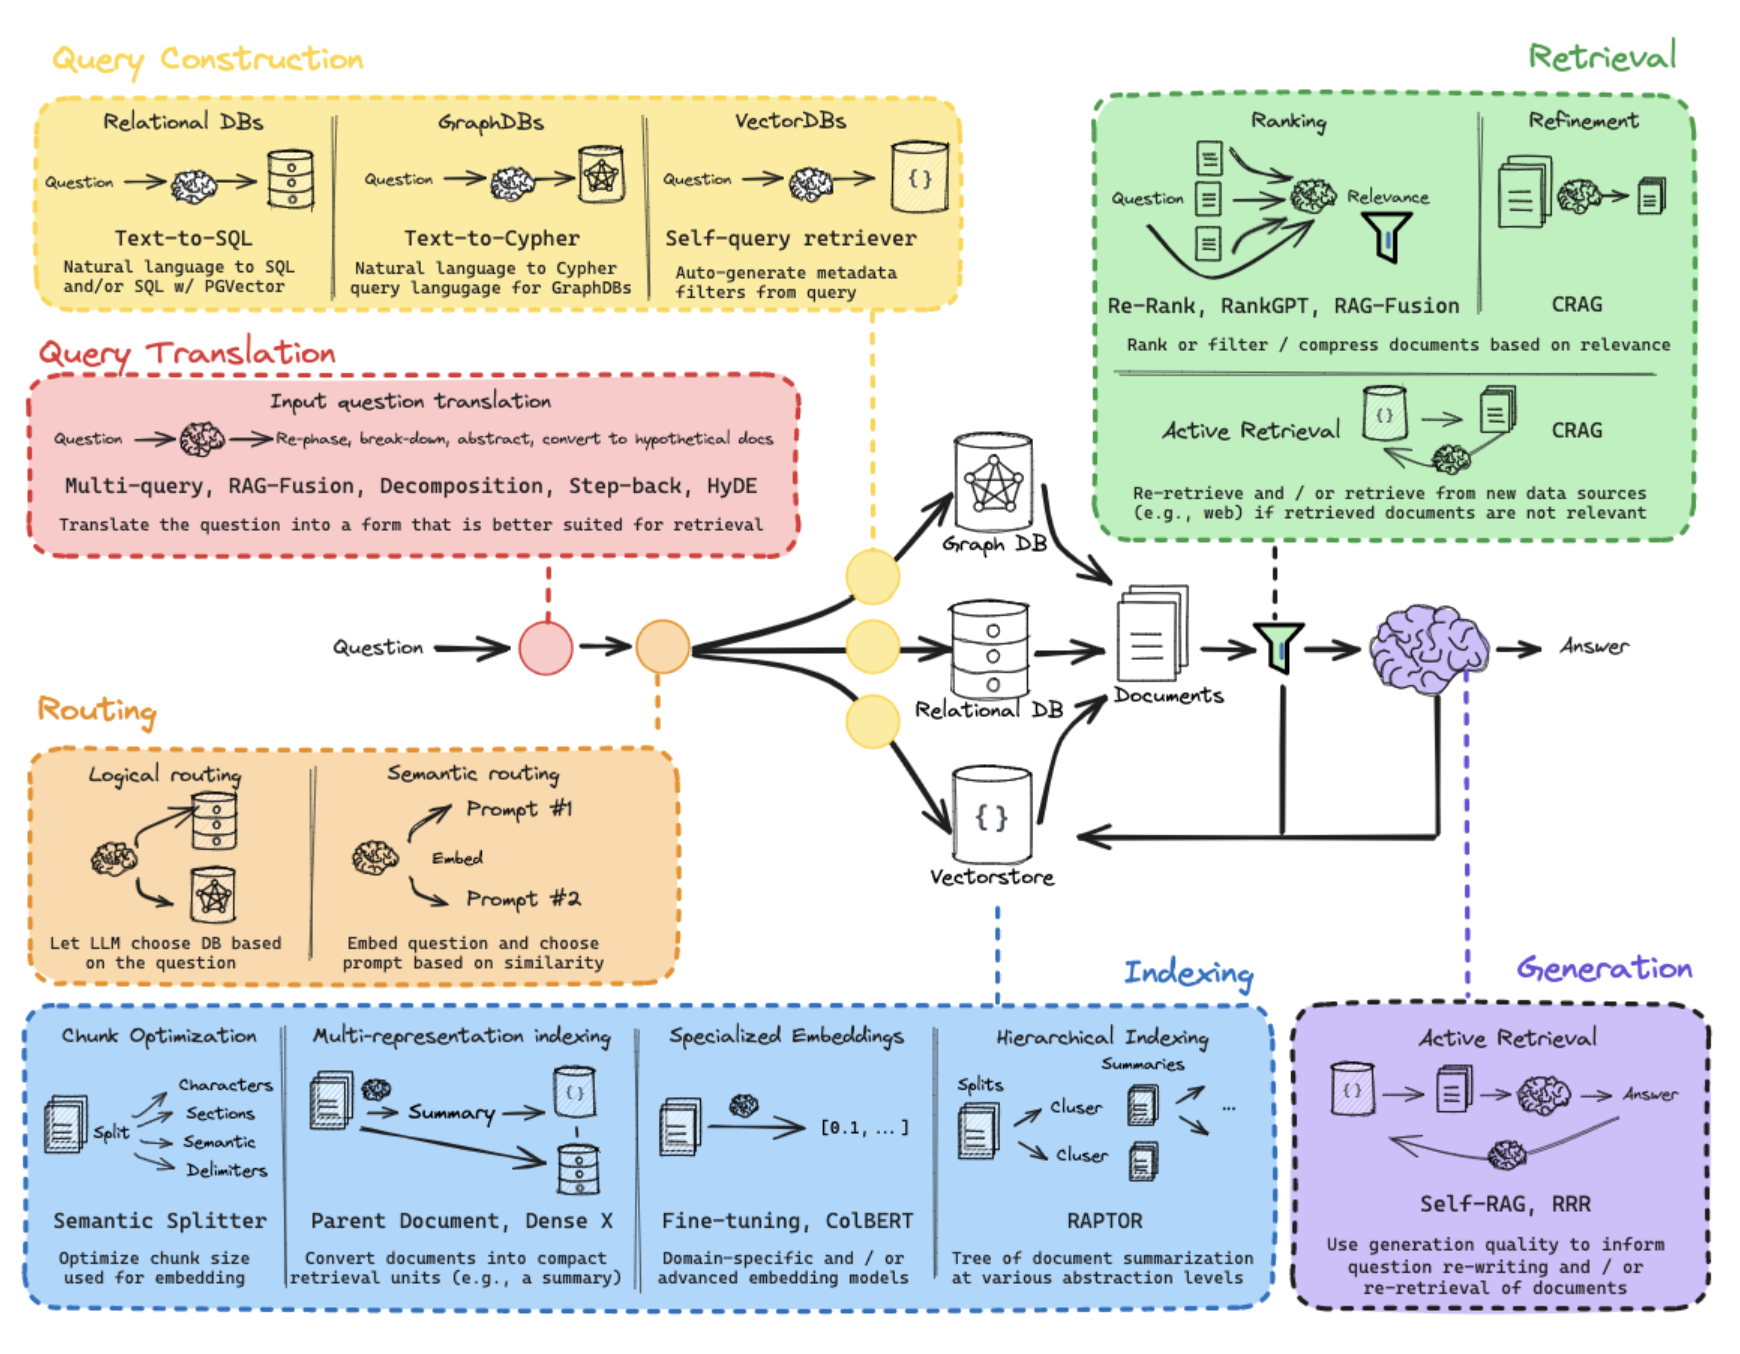 Query Construction
Relational DBs
Question
Text-to-SQL
Natural language to SQL
and/or SQL w/ PGVector
GraphDBs
Question
Text-to-Cypher
Natural language to Cypher
query langugage for GraphDBs
VectorDBs
Question
{}
Self-query retriever
Auto-generate metadata
filters from query
Retrieval
Ranking
Question
Relevance
Re-Rank, RankGPT, RAG-Fusion
Refinement
CRAG
Rank or filter / compress documents based on relevance
Active Retrieval
{}
CRAG
Re-retrieve and / or retrieve from new data sources
(e.g., web) if retrieved documents are not relevant
Query Translation
Input question translation
Question
Re-phase, break-down, abstract, convert to hypothetical docs
Multi-query, RAG-Fusion, Decomposition, Step-back, HyDE
Translate the question into a form that is better suited for retrieval
Question
Graph DB
Relational DB
{}
Vectorstore
Documents
Answer
Routing
Logical routing
Let LLM choose DB based
on the question
Semantic routing
Prompt #1
Embed
Prompt #2
Embed question and choose
prompt based on similarity
Indexing
Chunk Optimization
Split
Characters
Sections
Semantic
Delimiters
Semantic Splitter
Optimize chunk size
used for embedding
Multi-representation indexing
Summary
{}
Parent Document, Dense X
Convert documents into compact
retrieval units (e.g., a summary)
Specialized Embeddings
[0.1, ... ]
Fine-tuning, ColBERT
Domain-specific and / or
advanced embedding models
Hierarchical Indexing
Summaries
Splits
Cluser
Cluser
...
RAPTOR
Tree of document summarization
at various abstraction levels
Generation
Active Retrieval
{}
Answer
Self-RAG, RRR
Use generation quality to inform
question re-writing and / or
re-retrieval of documents